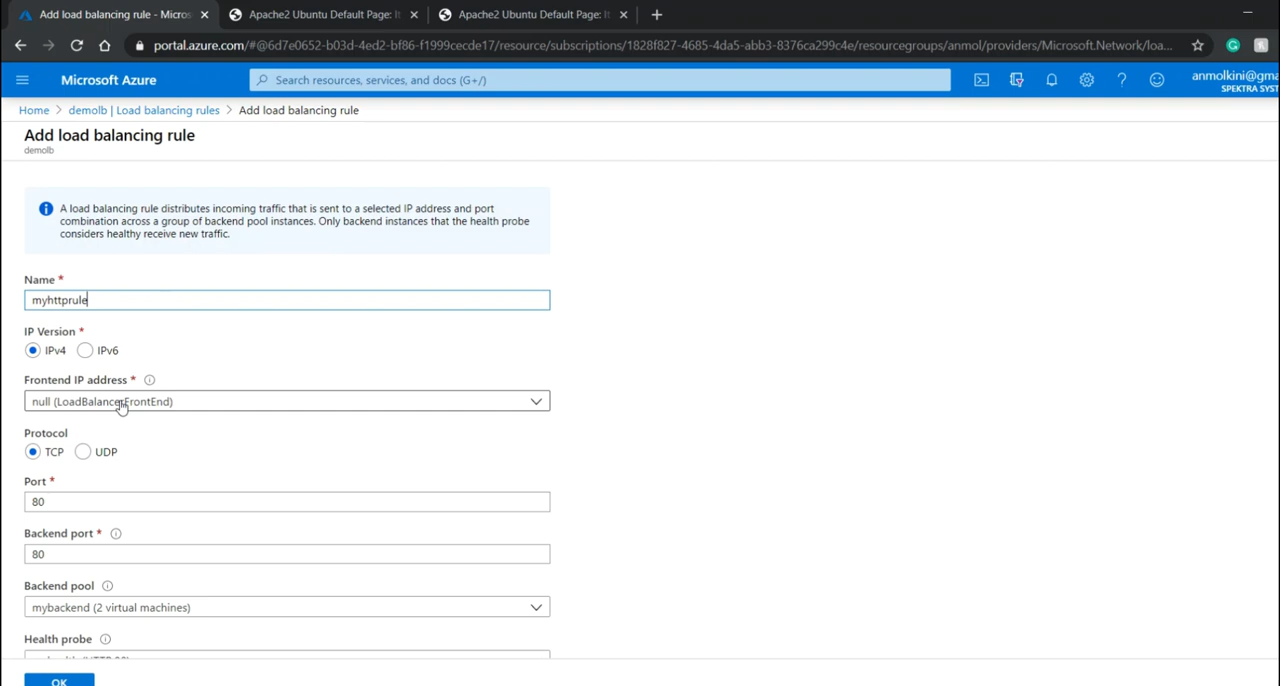 Add load balancing rule - Micros
Apache2 Ubuntu Default Page: It
Apache2 Ubuntu Default Page: It
portal.azure.com/#@6d7e0652-b03d-4ed2-bf86-f1999cecde17/resource/subscriptions/1828f827-4685-4da5-abb3-8376ca299c4e/resourcegroups/anmol/providers/Microsoft.Network/loa...
Microsoft Azure
Search resources, services, and docs (G+/)
anmolkini@gma
SPEKTRA SYST
Home > demolb | Load balancing rules > Add load balancing rule
Add load balancing rule
demolb
A load balancing rule distributes incoming traffic that is sent to a selected IP address and port
combination across a group of backend pool instances. Only backend instances that the health probe
considers healthy receive new traffic.
Name *
myhttprule
IP Version *
IPv4 IPv6
Frontend IP address *
null (LoadBalancerFrontEnd)
Protocol
TCP UDP
Port *
80
Backend port *
80
Backend pool
mybackend (2 virtual machines)
Health probe
OK